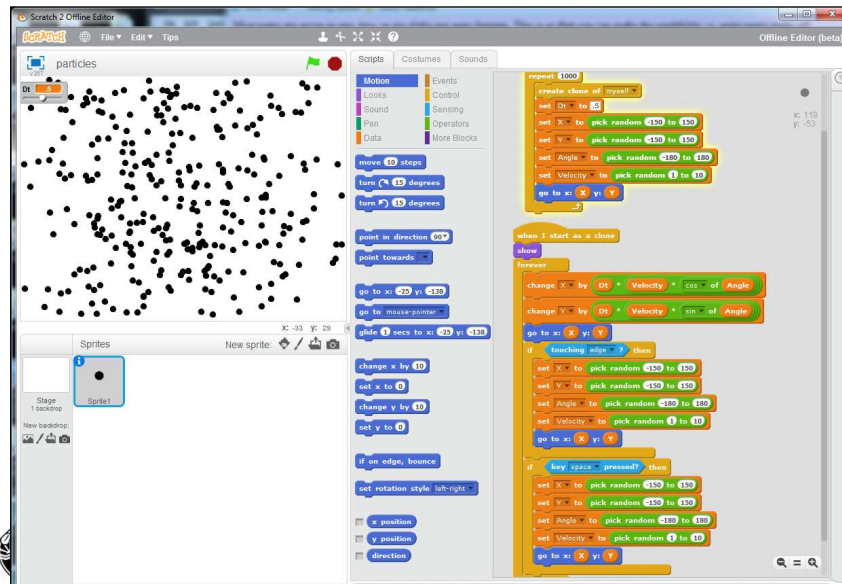 Scratch 2 Offline Editor
SCRATCH File Edit Tips Offline Editor (beta)
particles
v367
Dt .5
X: -33 y: 29
Sprites New sprite:
Stage
1 backdrop
New backdrop:
Sprite1
Scripts Costumes Sounds
Motion Events
Looks Control
Sound Sensing
Pen Operators
Data More Blocks
move 10 steps
turn 15 degrees
turn 15 degrees
point in direction 90
point towards
go to x: -25 y: -138
go to mouse-pointer
glide 1 secs to x: -25 y: -138
change x by 10
set x to 0
change y by 10
set y to 0
if on edge, bounce
set rotation style left-right
x position
y position
direction
repeat 1000
create clone of myself
set Dt to .5
set X to pick random -150 to 150
set Y to pick random -150 to 150
set Angle to pick random -180 to 180
set Velocity to pick random 1 to 10
go to x: X y: Y
when I start as a clone
show
forever
change X by Dt * Velocity * cos of Angle
change Y by Dt * Velocity * sin of Angle
go to x: X y: Y
if touching edge ? then
set X to pick random -150 to 150
set Y to pick random -150 to 150
set Angle to pick random -180 to 180
set Velocity to pick random 1 to 10
go to x: X y: Y
if key space pressed? then
set X to pick random -150 to 150
set Y to pick random -150 to 150
set Angle to pick random -180 to 180
set Velocity to pick random 1 to 10
go to x: X y: Y
x: 119
y: -53